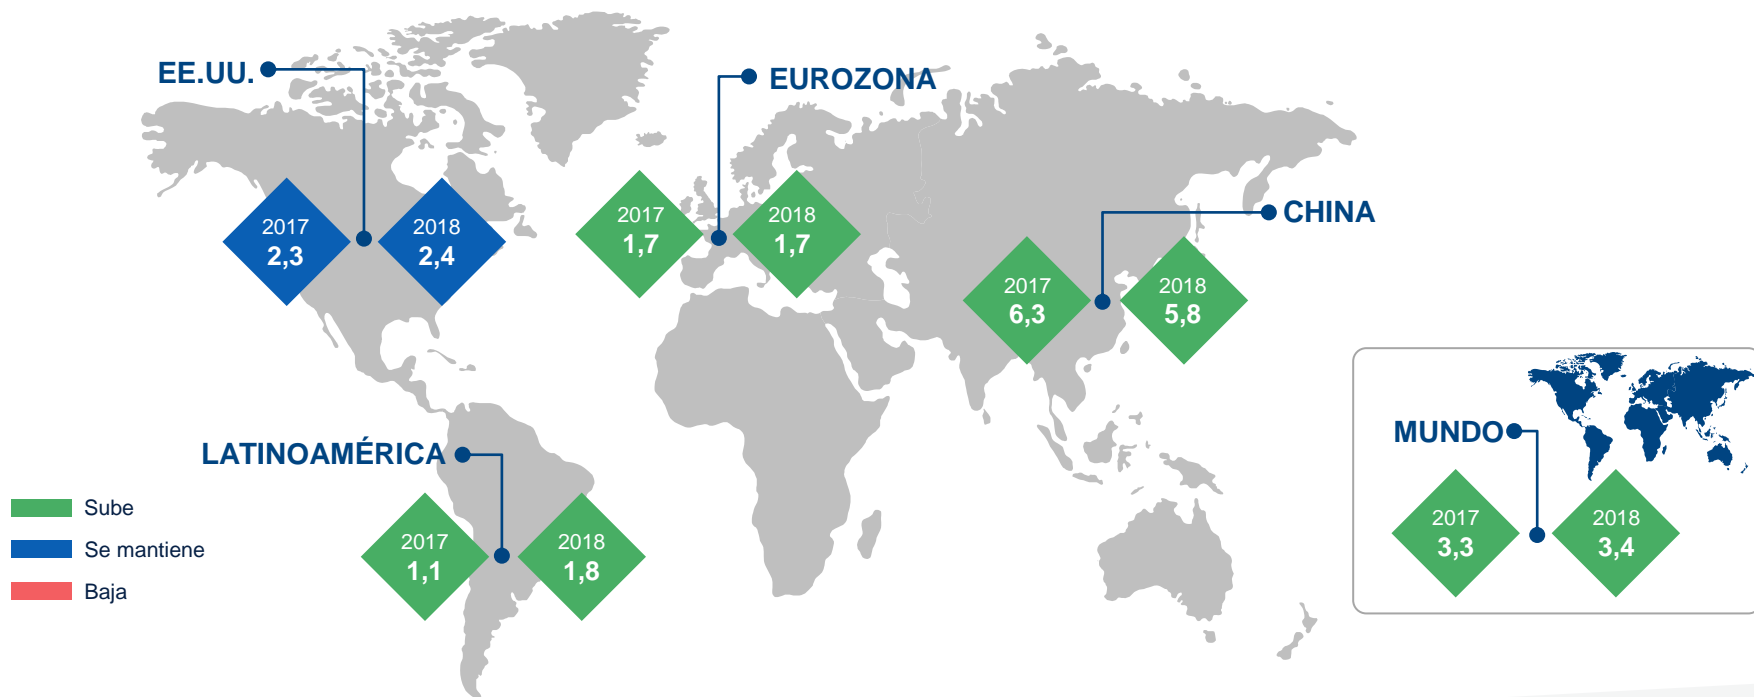 EE.UU.
2017
2,3
2018
2,4
EUROZONA
2017
1,7
2018
1,7
CHINA
2017
6,3
2018
5,8
LATINOAMÉRICA
2017
1,1
2018
1,8
MUNDO
2017
3,3
2018
3,4
Sube
Se mantiene
Baja